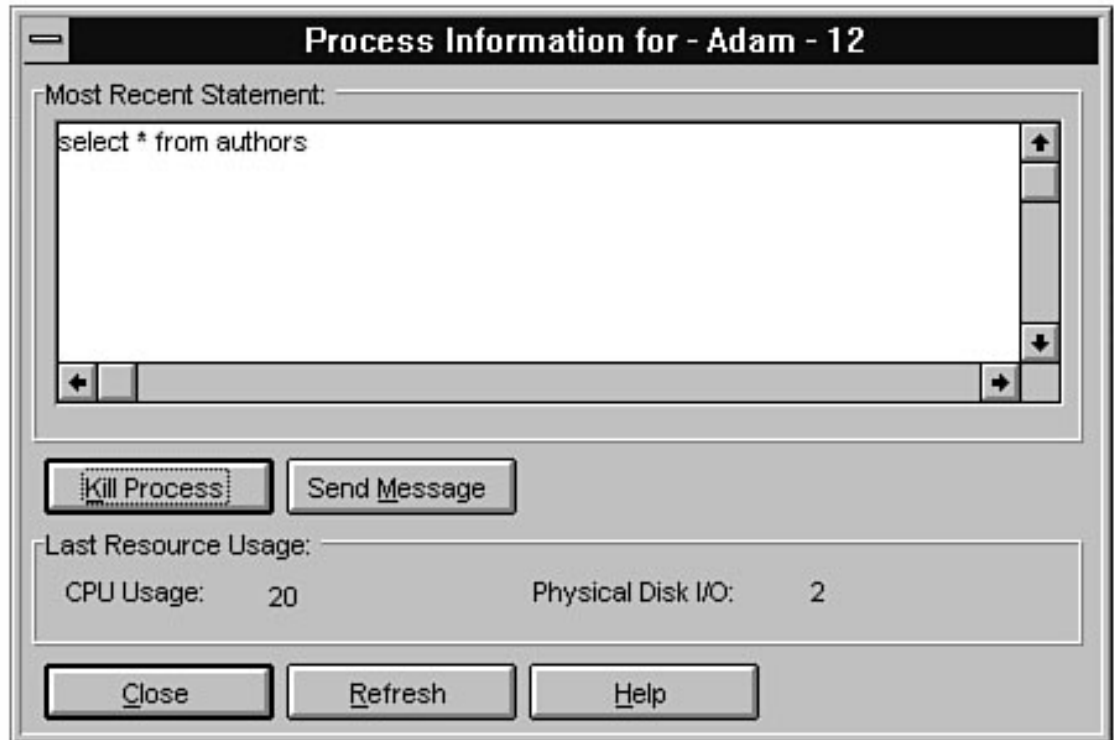 Process Information for - Adam - 12
Most Recent Statement:
select * from authors
Kill Process Send Message
Last Resource Usage:
CPU Usage: 20 Physical Disk I/O: 2
Close Refresh Help